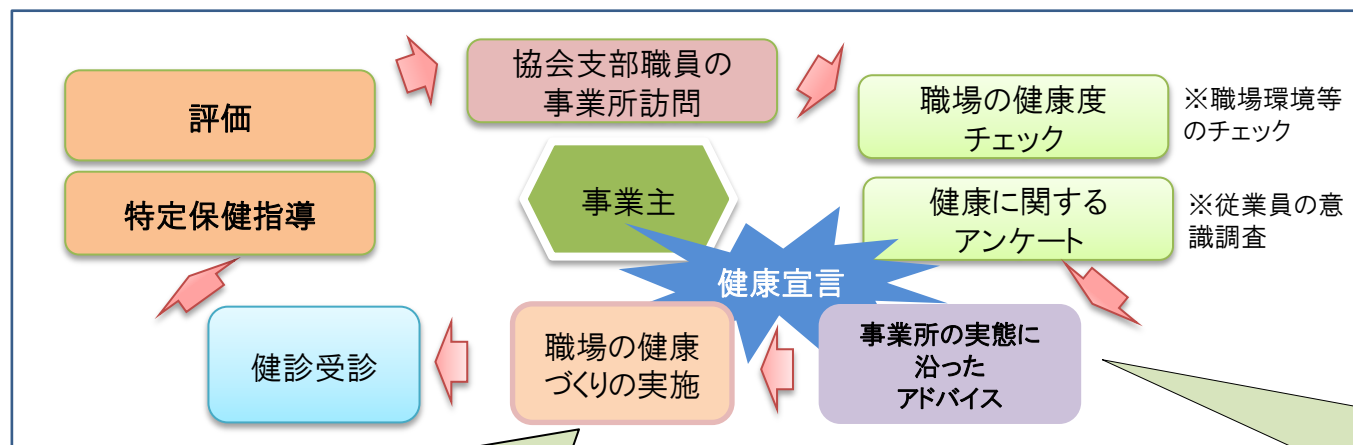 協会支部職員の
事業所訪問
職場の健康度
チェック
※職場環境等
のチェック
健康に関する
アンケート
※従業員の意
識調査
事業主
健康宣言
事業所の実態に
沿った
アドバイス
職場の健康
づくりの実施
健診受診
特定保健指導
評価